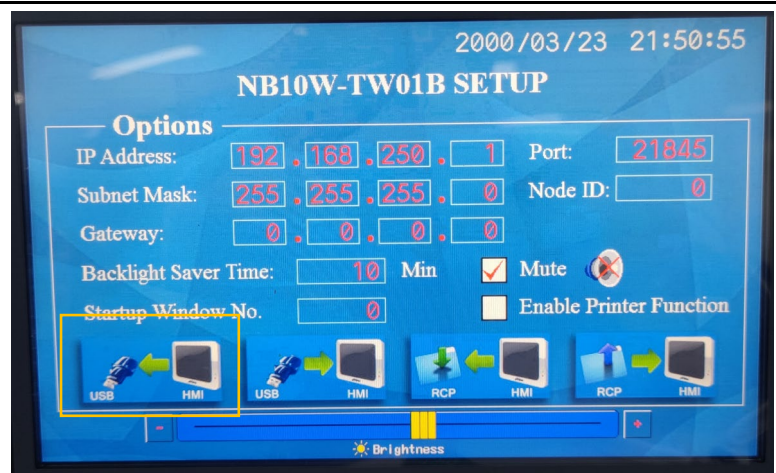 2000/03/23 21:50:55
NB10W-TW01B SETUP
Options
IP Address: 192 . 168 . 250 . 1 Port: 21845
Subnet Mask: 255 . 255 . 255 . 0 Node ID: 0
Gateway: 0 . 0 . 0 . 0
Backlight Saver Time: 10 Min Mute
Startup Window No. 0 Enable Printer Function
USB HMI USB HMI RCP HMI RCP HMI
- +
Brightness